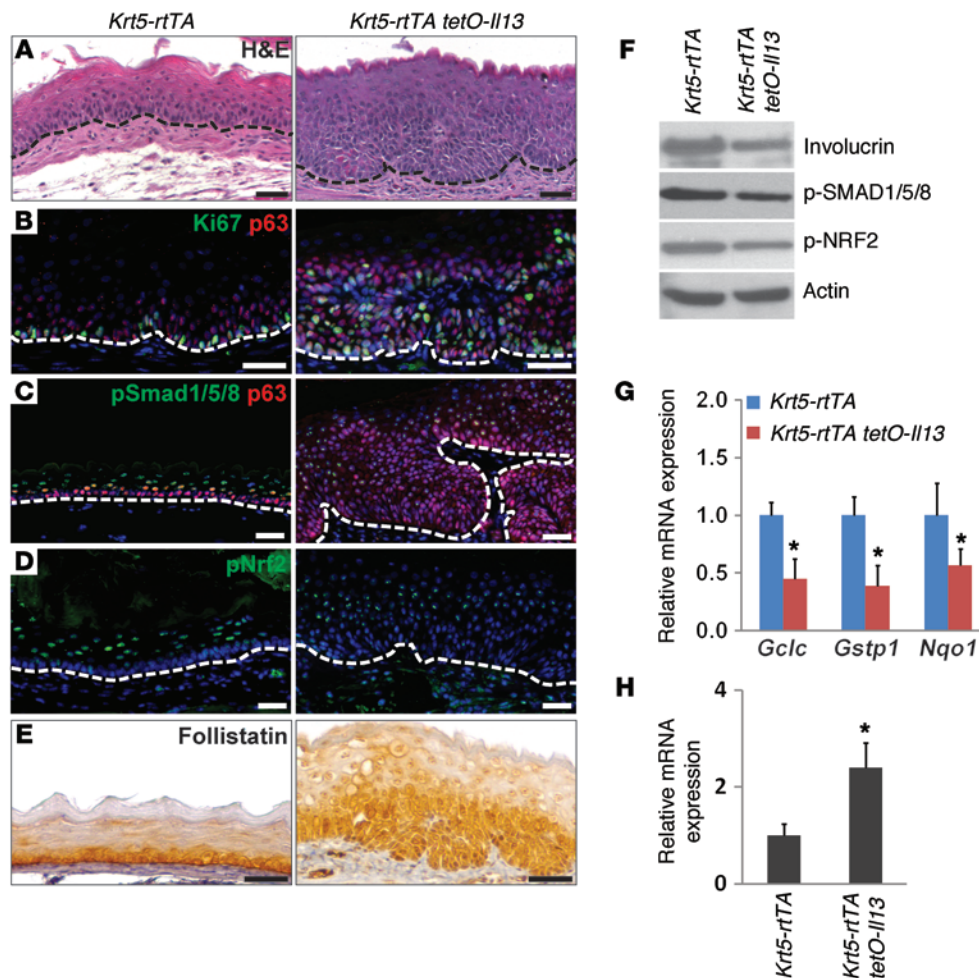 Krt5-rtTA
Krt5-rtTA tetO-Il13
A
H&E
B
Ki67 p63
C
pSmad1/5/8 p63
D
pNrf2
E
Follistatin
F
Krt5-rtTA
Krt5-rtTA
tetO-Il13
Involucrin
p-SMAD1/5/8
p-NRF2
Actin
G
Krt5-rtTA
Krt5-rtTA tetO-Il13
Relative mRNA expression
2.0
1.5
1.0
0.5
0.0
*
*
*
Gclc
Gstp1
Nqo1
H
Relative mRNA
expression
4
2
0
*
Krt5-rtTA
Krt5-rtTA
tetO-Il13